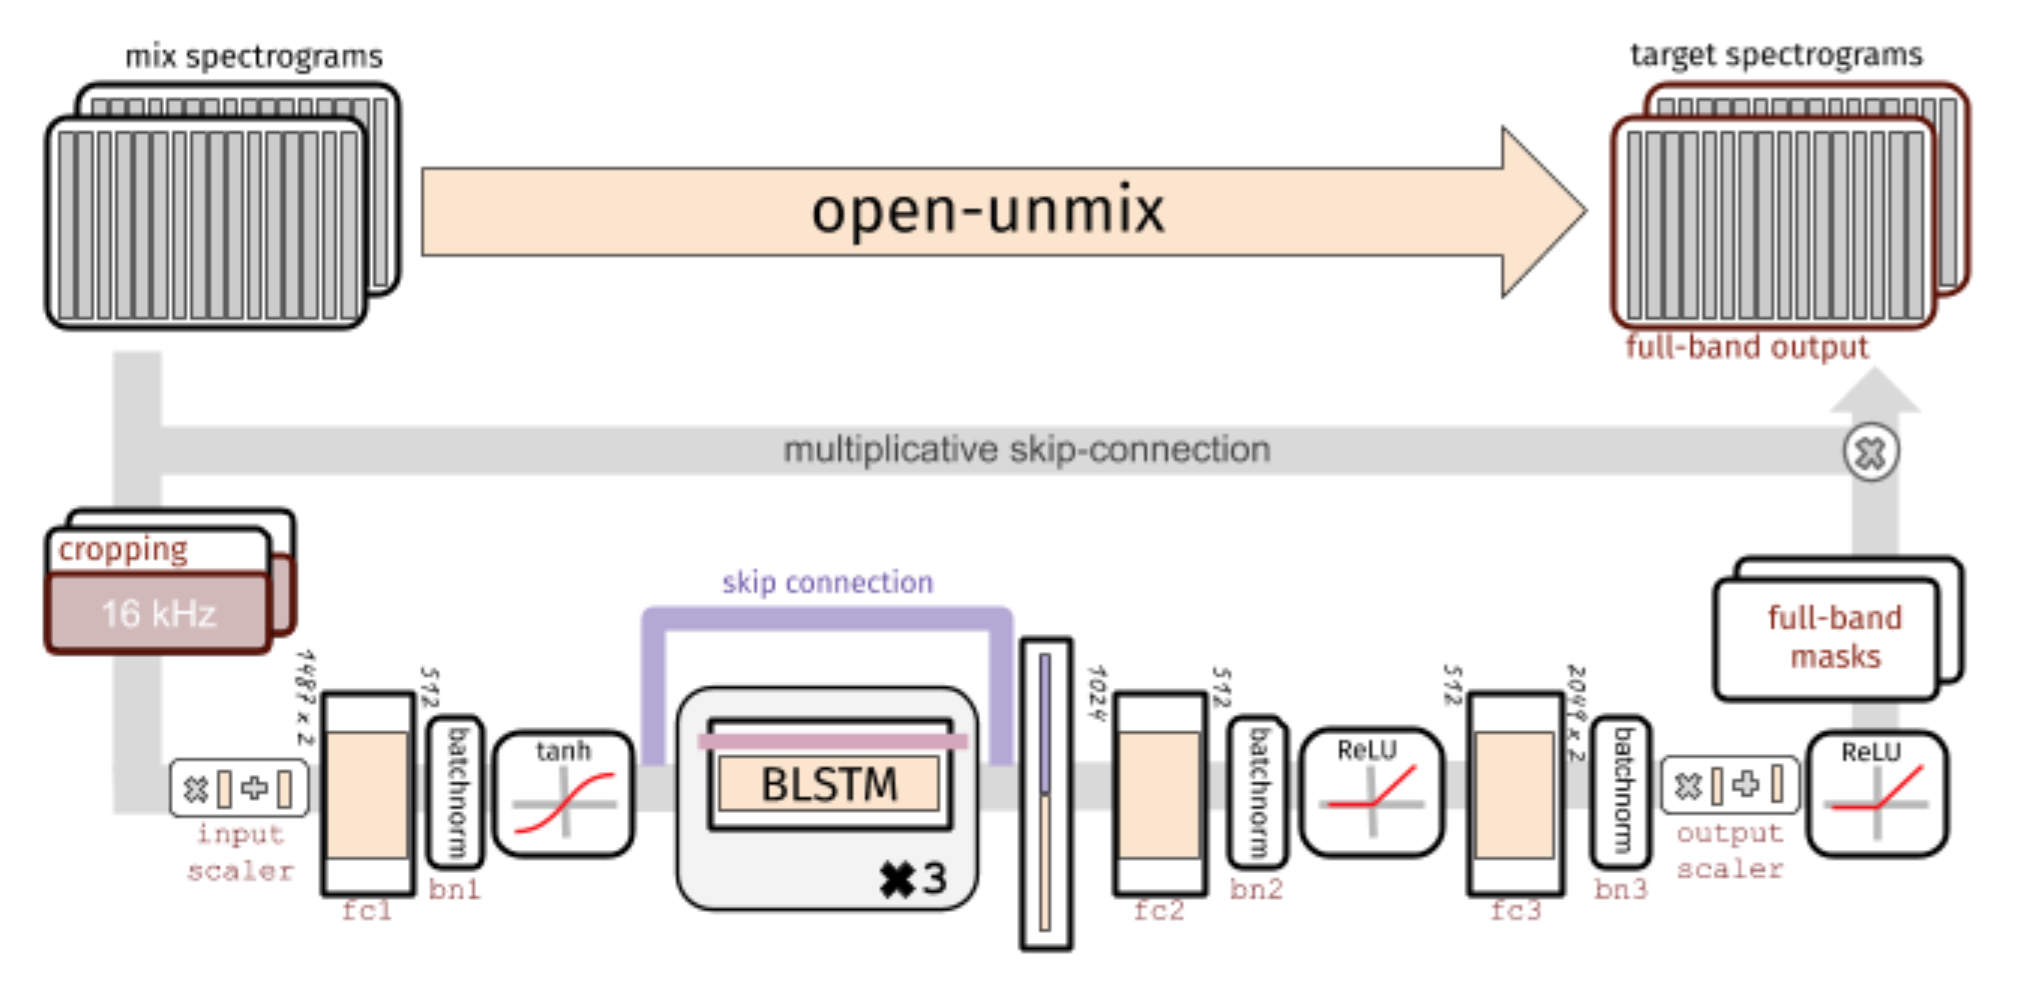 mix spectrograms
target spectrograms
open-unmix
full-band output
multiplicative skip-connection
cropping
16 kHz
skip connection
full-band
masks
1487 x 2
512
1024
512
512
2049 x 2
batchnorm
tanh
BLSTM
3
batchnorm
ReLU
batchnorm
ReLU
input
scaler
output
scaler
fc1
bn1
fc2
bn2
fc3
bn3